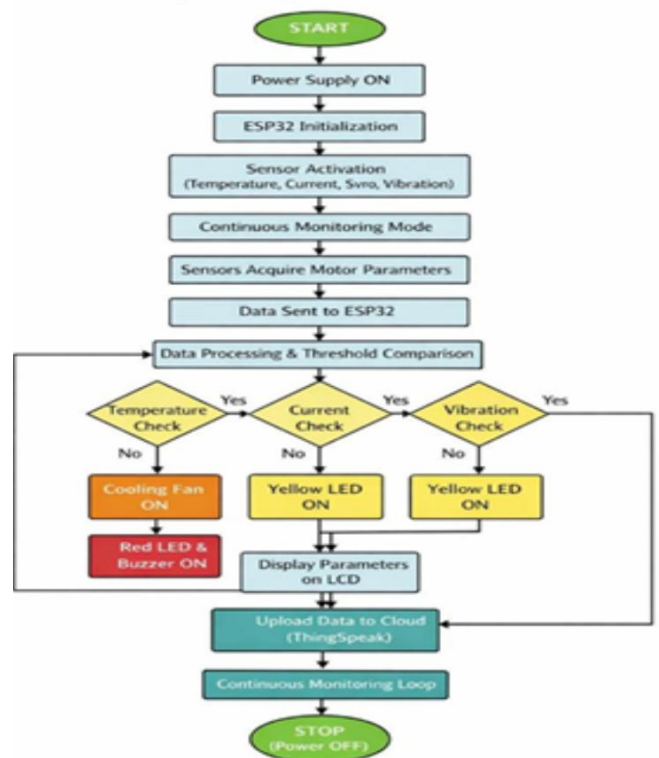 START
Power Supply ON
ESP32 Initialization
Sensor Activation
(Temperature, Current, Svro, Vibration)
Continuous Monitoring Mode
Sensors Acquire Motor Parameters
Data Sent to ESP32
Data Processing & Threshold Comparison
Temperature
Check
Yes
Current
Check
Yes
Vibration
Check
Yes
No
No
No
Cooling Fan
ON
Yellow LED
ON
Yellow LED
ON
Red LED &
Buzzer ON
Display Parameters
on LCD
Upload Data to Cloud
(ThingSpeak)
Continuous Monitoring Loop
STOP
(Power OFF)